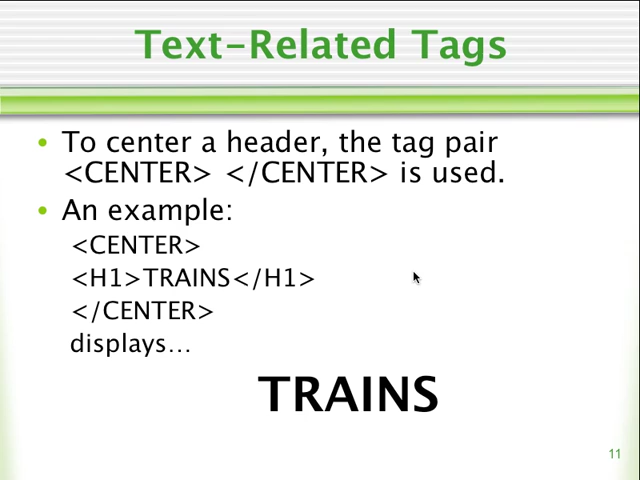 Text-Related Tags
• To center a header, the tag pair
<CENTER> </CENTER> is used.
• An example:
<CENTER>
<H1>TRAINS</H1>
</CENTER>
displays…
TRAINS
11